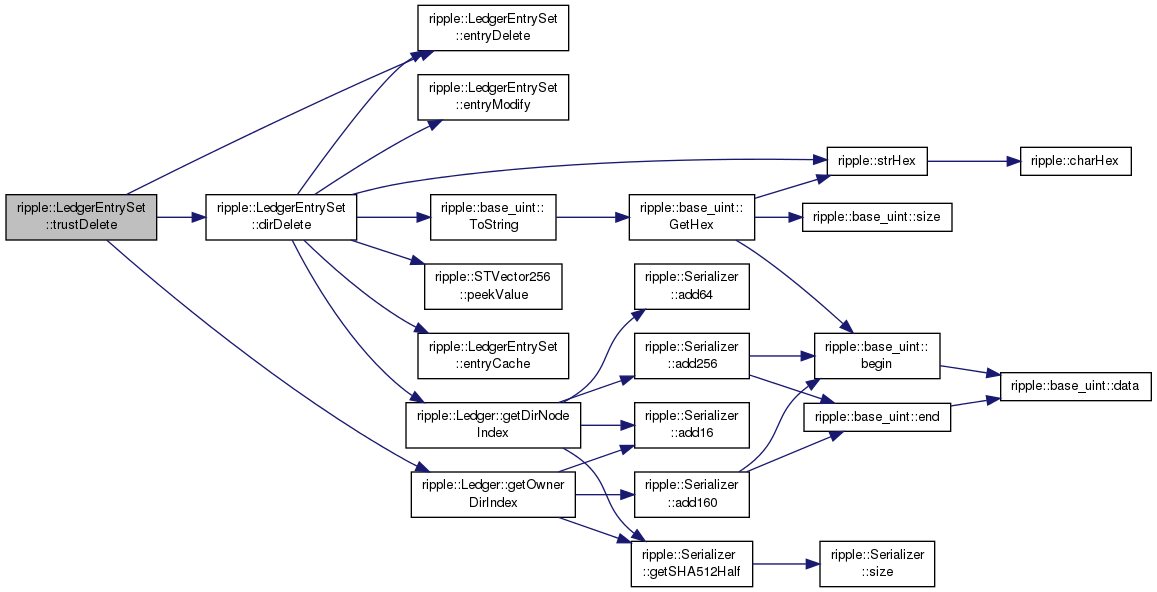 ripple::LedgerEntrySet
::trustDelete
ripple::LedgerEntrySet
::dirDelete
ripple::LedgerEntrySet
::entryDelete
ripple::LedgerEntrySet
::entryModify
ripple::base_uint::
ToString
ripple::STVector256
::peekValue
ripple::LedgerEntrySet
::entryCache
ripple::Ledger::getDirNode
Index
ripple::Ledger::getOwner
DirIndex
ripple::base_uint::
GetHex
ripple::Serializer
::add64
ripple::Serializer
::add256
ripple::Serializer
::add16
ripple::Serializer
::add160
ripple::Serializer
::getSHA512Half
ripple::strHex
ripple::base_uint::size
ripple::base_uint::
begin
ripple::base_uint::end
ripple::Serializer
::size
ripple::charHex
ripple::base_uint::data